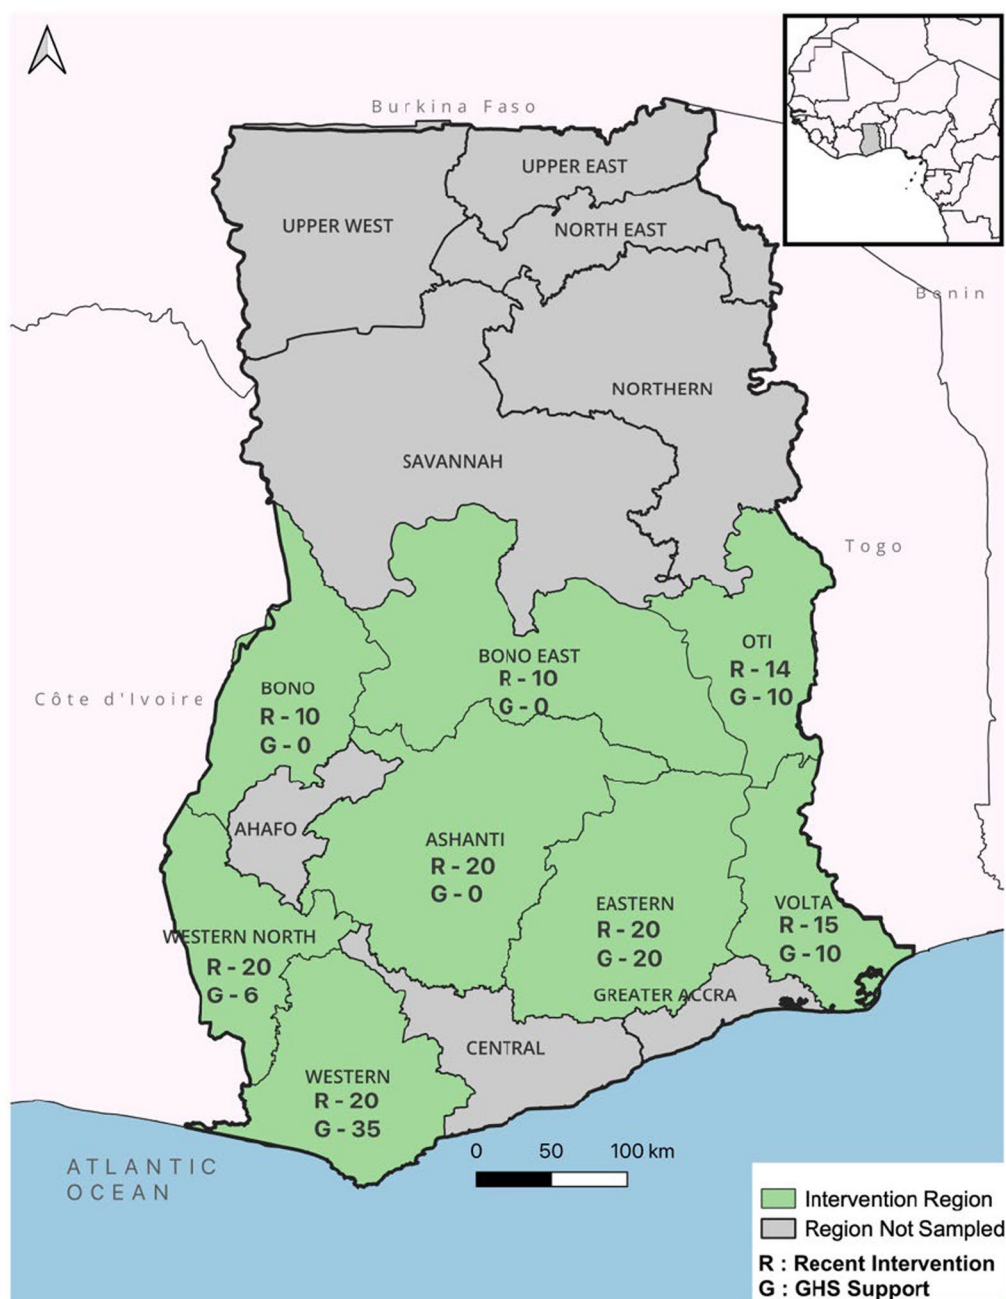 Burkina Faso
UPPER EAST
UPPER WEST
NORTH EAST
Benin
NORTHERN
SAVANNAH
Togo
OTI
R - 14
G - 10
BONO EAST
R - 10
G - 0
Côte d'Ivoire
BONO
R - 10
G - 0
AHAFO
ASHANTI
R - 20
G - 0
EASTERN
R - 20
G - 20
VOLTA
R - 15
G - 10
WESTERN NORTH
R - 20
G - 6
GREATER ACCRA
CENTRAL
WESTERN
R - 20
G - 35
0 50 100 km
ATLANTIC
OCEAN
Intervention Region
Region Not Sampled
R : Recent Intervention
G : GHS Support